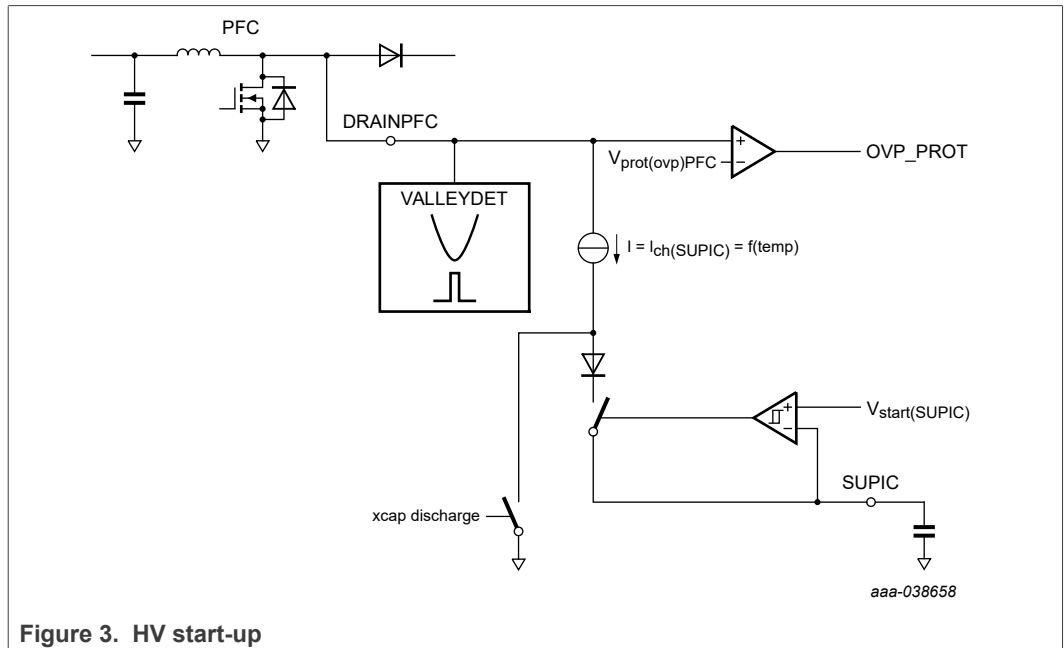 PFC
DRAINPFC
Vprot(ovp)PFC
+
−
OVP_PROT
VALLEYDET
I = Ich(SUPIC) = f(temp)
+
−
Vstart(SUPIC)
SUPIC
xcap discharge
aaa-038658
Figure 3. HV start-up